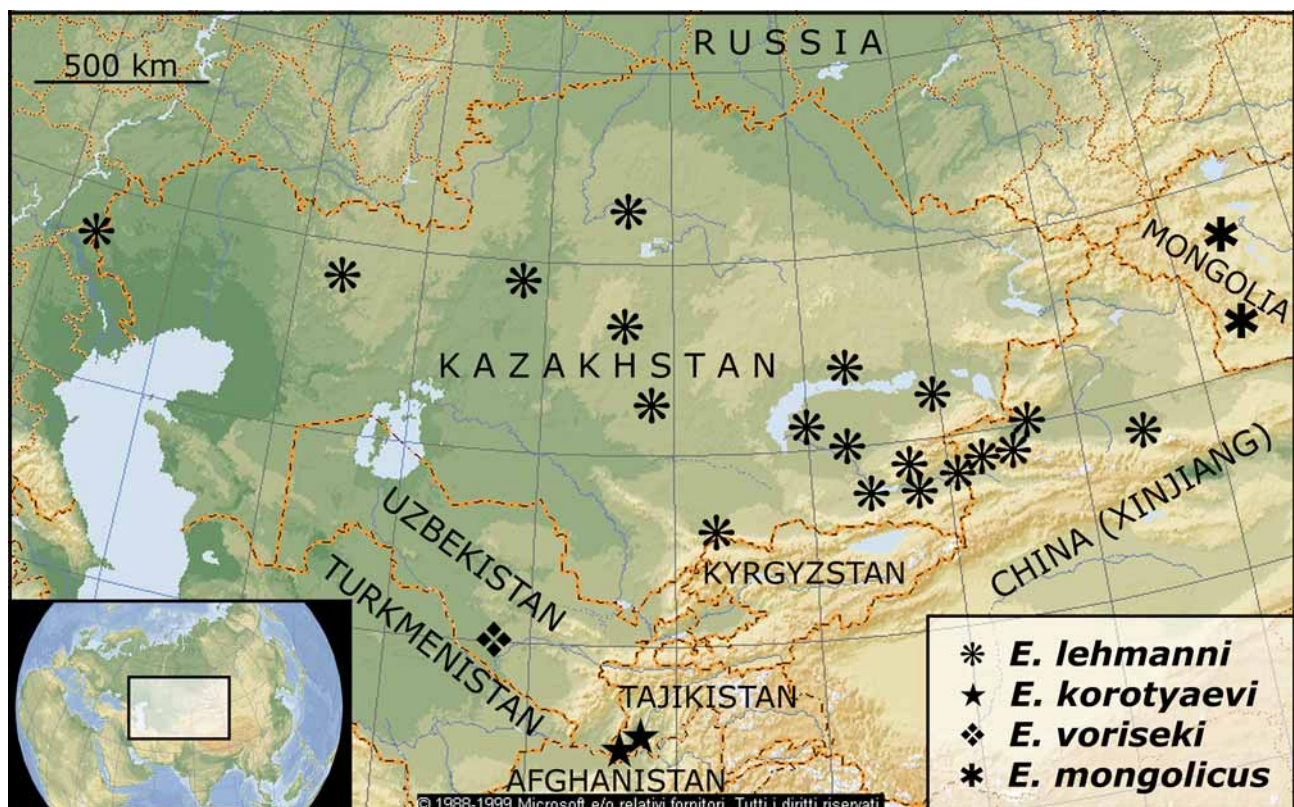 RUSSIA
500 km
MONGOLIA
KAZAKHSTAN
UZBEKISTAN
TURKMENISTAN
KYRGYZSTAN
CHINA (XINJIANG)
TAJIKISTAN
AFGHANISTAN
E. lehmanni
E. korotyaevi
E. voriseki
E. mongolicus
© 1988-1999 Microsoft e/o relativi fornitori. Tutti i diritti riservati.